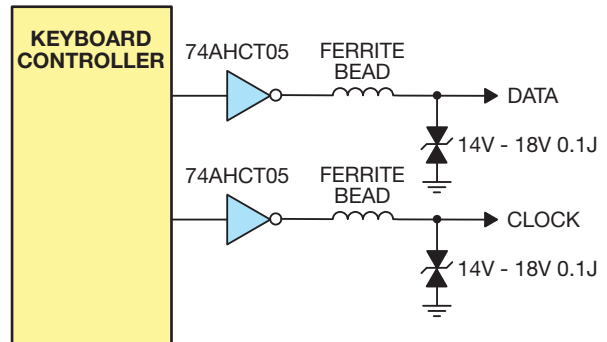 KEYBOARD
CONTROLLER
74AHCT05
FERRITE
BEAD
DATA
14V - 18V 0.1J
74AHCT05
FERRITE
BEAD
CLOCK
14V - 18V 0.1J